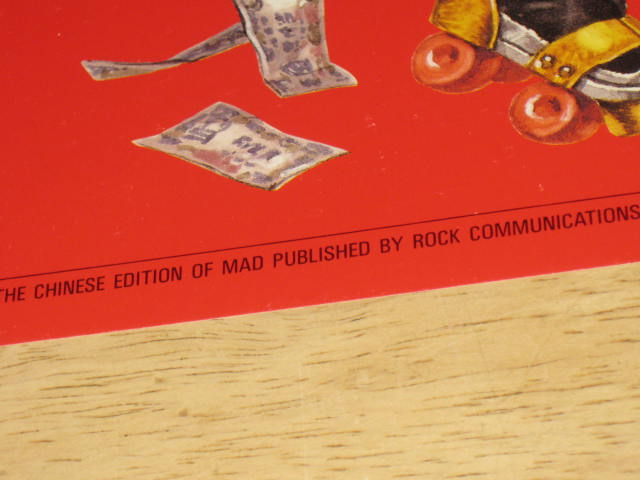 THE CHINESE EDITION OF MAD PUBLISHED BY ROCK COMMUNICATIONS